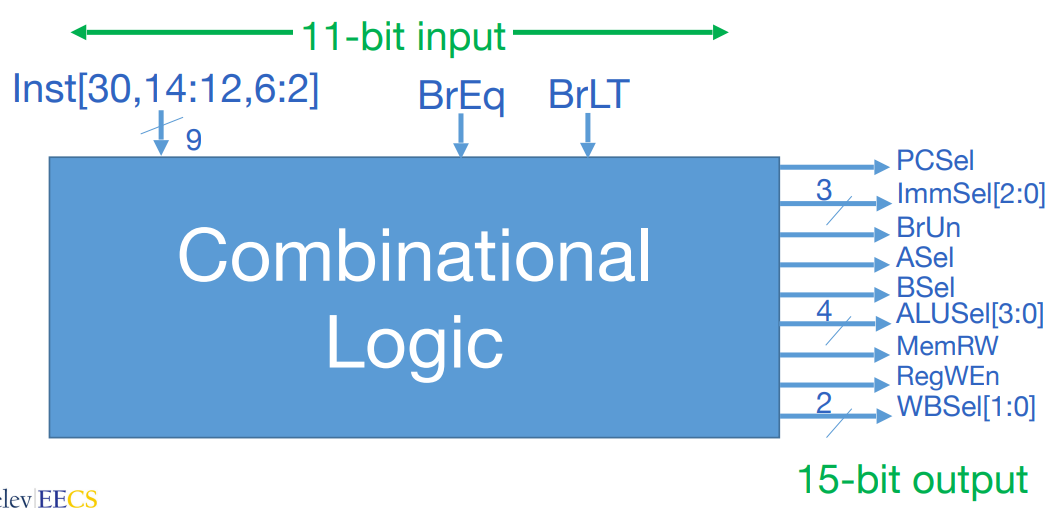 11-bit input
Inst[30,14:12,6:2]
BrEq
BrLT
9
Combinational
Logic
PCSel
3
ImmSel[2:0]
BrUn
ASel
BSel
4
ALUSel[3:0]
MemRW
RegWEn
2
WBSel[1:0]
15-bit output
EECS